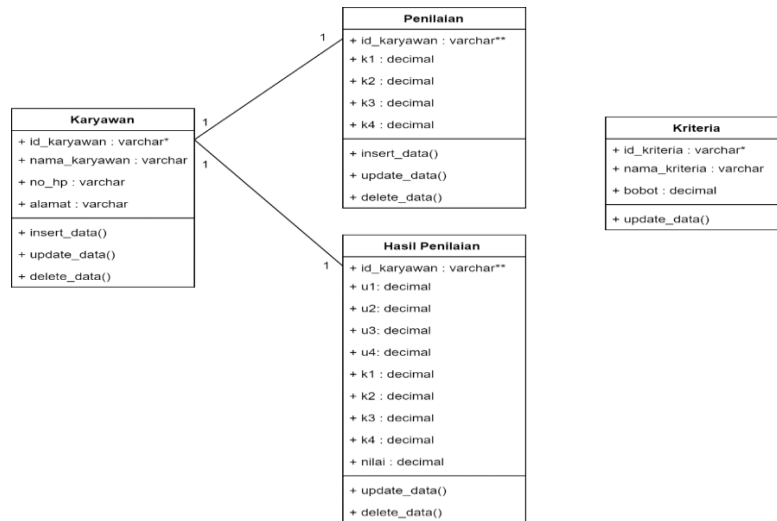 Karyawan
+ id_karyawan : varchar*
+ nama_karyawan : varchar
+ no_hp : varchar
+ alamat : varchar
+ insert_data()
+ update_data()
+ delete_data()
1
1
1
1
Penilaian
+ id_karyawan : varchar**
+ k1 : decimal
+ k2 : decimal
+ k3 : decimal
+ k4 : decimal
+ insert_data()
+ update_data()
+ delete_data()
Hasil Penilaian
+ id_karyawan : varchar**
+ u1: decimal
+ u2: decimal
+ u3: decimal
+ u4: decimal
+ k1 : decimal
+ k2 : decimal
+ k3 : decimal
+ k4 : decimal
+ nilai : decimal
+ update_data()
+ delete_data()
Kriteria
+ id_kriteria : varchar*
+ nama_kriteria : varchar
+ bobot : decimal
+ update_data()